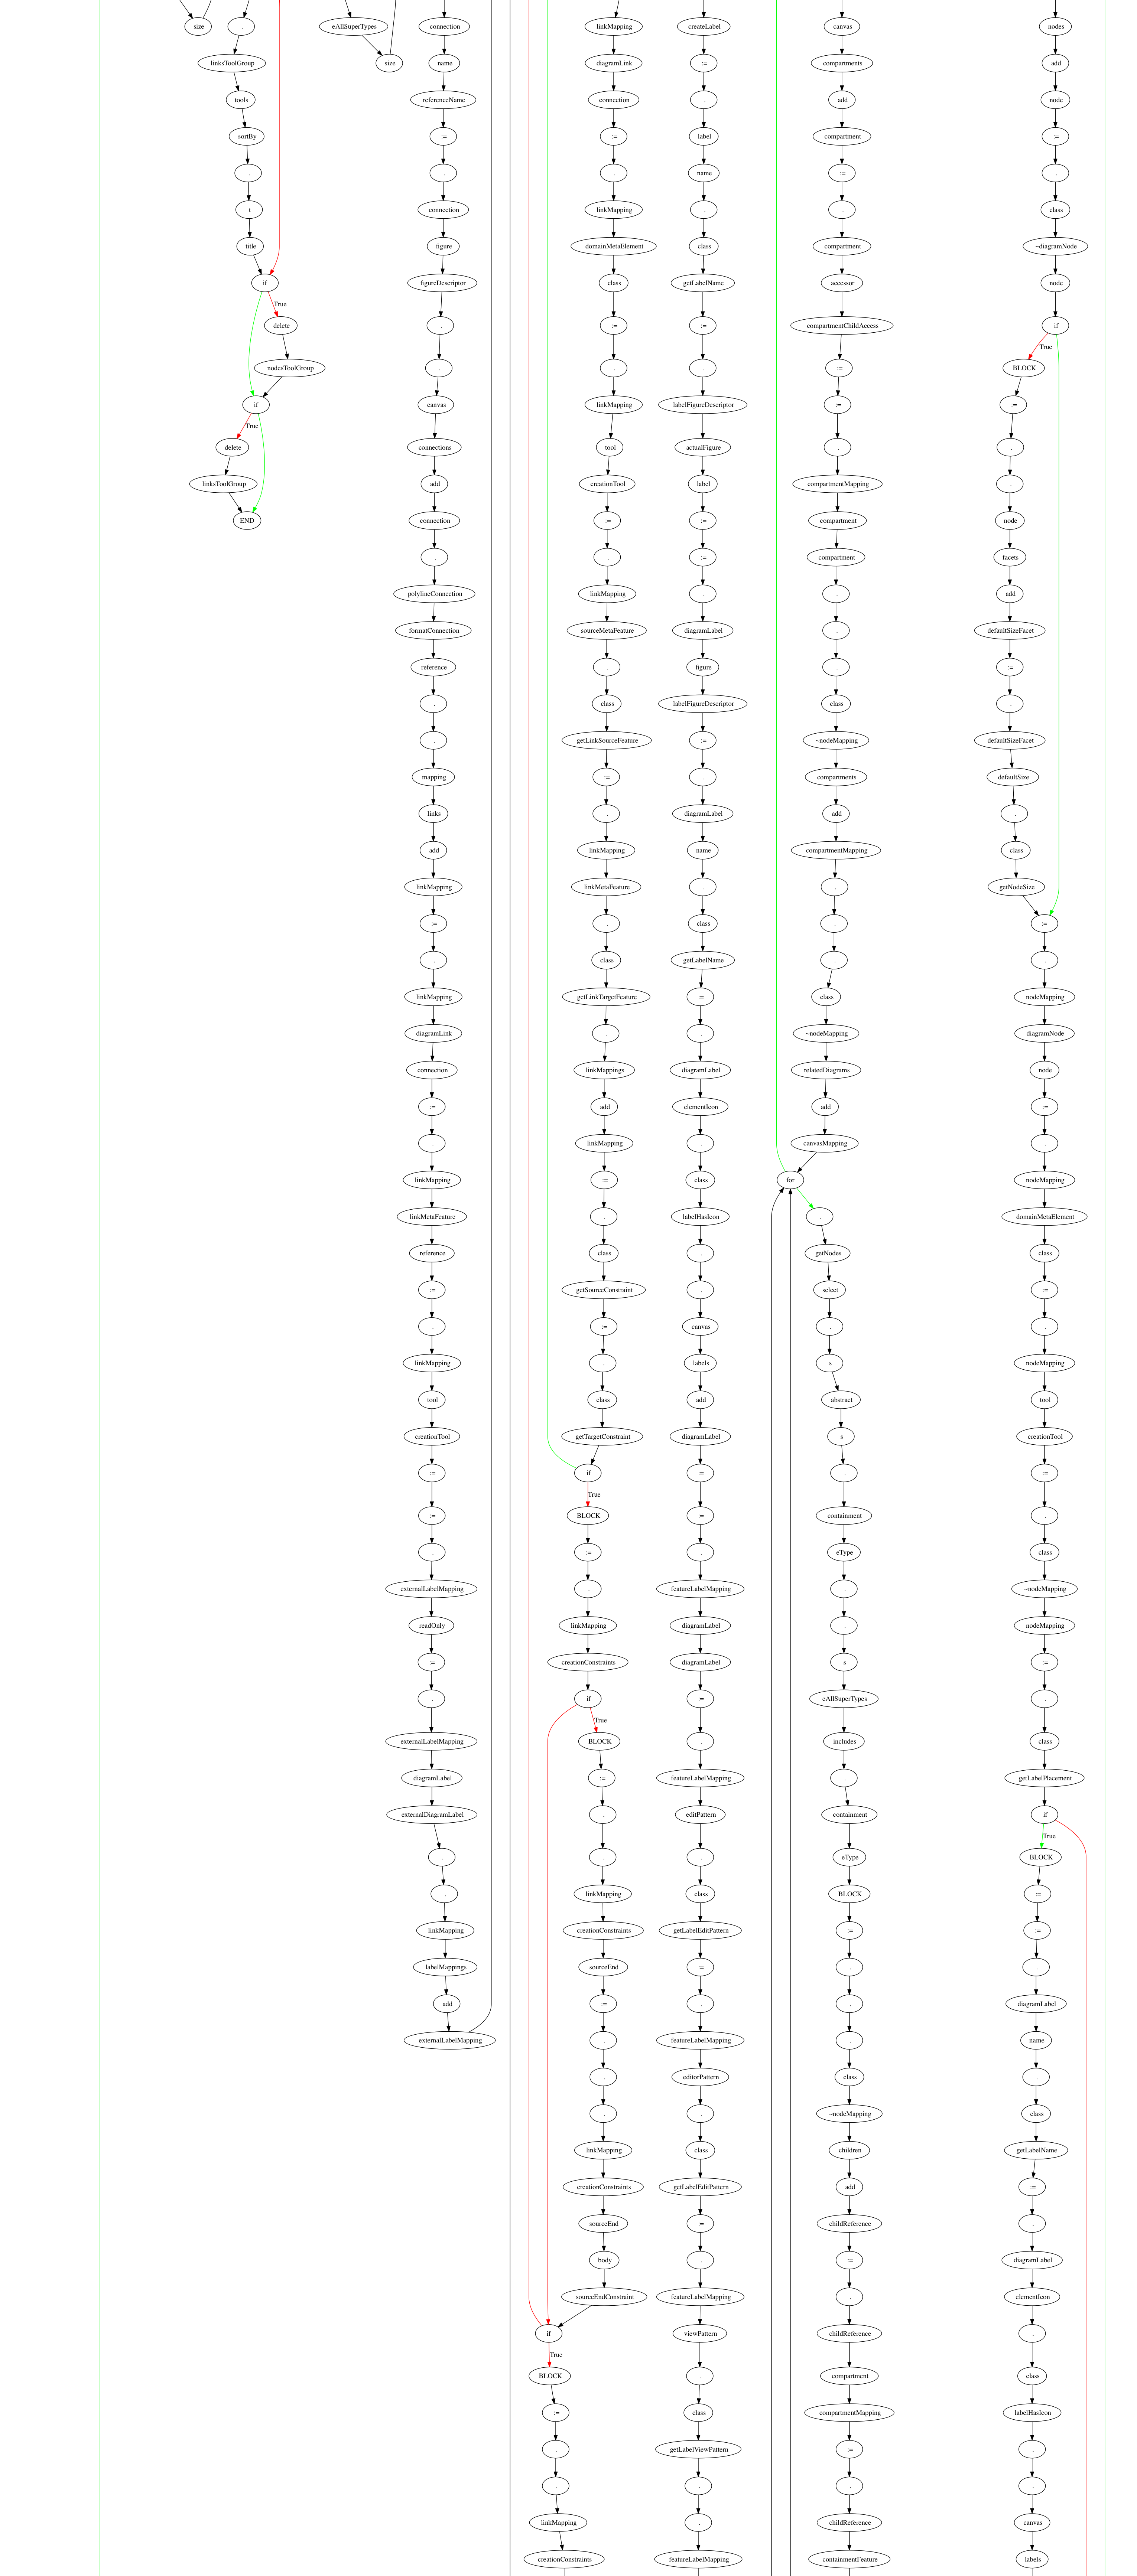 size
.
linksToolGroup
tools
sortBy
.
t
title
if
True
delete
nodesToolGroup
if
True
delete
linksToolGroup
END
eAllSuperTypes
size
connection
name
referenceName
:=
.
connection
figure
figureDescriptor
.
.
canvas
connections
add
connection
.
polylineConnection
formatConnection
reference
.
.
mapping
links
add
linkMapping
:=
.
linkMapping
diagramLink
connection
:=
.
linkMapping
linkMetaFeature
reference
:=
.
linkMapping
tool
creationTool
:=
:=
.
externalLabelMapping
readOnly
:=
.
externalLabelMapping
diagramLabel
externalDiagramLabel
.
.
linkMapping
labelMappings
add
externalLabelMapping
linkMapping
diagramLink
connection
:=
.
linkMapping
domainMetaElement
class
:=
.
linkMapping
tool
creationTool
:=
.
linkMapping
sourceMetaFeature
.
class
getLinkSourceFeature
:=
.
linkMapping
linkMetaFeature
.
class
getLinkTargetFeature
.
linkMappings
add
linkMapping
:=
.
class
getSourceConstraint
:=
.
class
getTargetConstraint
if
True
BLOCK
:=
.
linkMapping
creationConstraints
if
True
BLOCK
:=
.
.
linkMapping
creationConstraints
sourceEnd
:=
.
.
.
linkMapping
creationConstraints
sourceEnd
body
sourceEndConstraint
if
True
BLOCK
:=
.
.
linkMapping
creationConstraints
createLabel
:=
.
label
name
.
class
getLabelName
:=
.
labelFigureDescriptor
actualFigure
label
:=
:=
.
diagramLabel
figure
labelFigureDescriptor
:=
.
diagramLabel
name
.
class
getLabelName
:=
.
diagramLabel
elementIcon
.
class
labelHasIcon
.
.
canvas
labels
add
diagramLabel
:=
:=
.
featureLabelMapping
diagramLabel
diagramLabel
:=
.
featureLabelMapping
editPattern
.
class
getLabelEditPattern
:=
.
featureLabelMapping
editorPattern
.
class
getLabelEditPattern
:=
.
featureLabelMapping
viewPattern
.
class
getLabelViewPattern
.
.
featureLabelMapping
canvas
compartments
add
compartment
:=
.
compartment
accessor
compartmentChildAccess
:=
:=
.
compartmentMapping
compartment
compartment
.
.
.
class
~nodeMapping
compartments
add
compartmentMapping
.
.
.
class
~nodeMapping
relatedDiagrams
add
canvasMapping
for
.
getNodes
select
.
s
abstract
s
.
containment
eType
.
.
s
eAllSuperTypes
includes
.
containment
eType
BLOCK
:=
.
.
.
class
~nodeMapping
children
add
childReference
:=
.
childReference
compartment
compartmentMapping
:=
.
childReference
containmentFeature
nodes
add
node
:=
.
class
~diagramNode
node
if
True
BLOCK
:=
.
.
node
facets
add
defaultSizeFacet
:=
.
defaultSizeFacet
defaultSize
.
class
getNodeSize
:=
.
nodeMapping
diagramNode
node
:=
.
nodeMapping
domainMetaElement
class
:=
.
nodeMapping
tool
creationTool
:=
.
class
~nodeMapping
nodeMapping
:=
.
class
getLabelPlacement
if
True
BLOCK
:=
:=
.
diagramLabel
name
.
class
getLabelName
:=
.
diagramLabel
elementIcon
.
class
labelHasIcon
.
.
canvas
labels